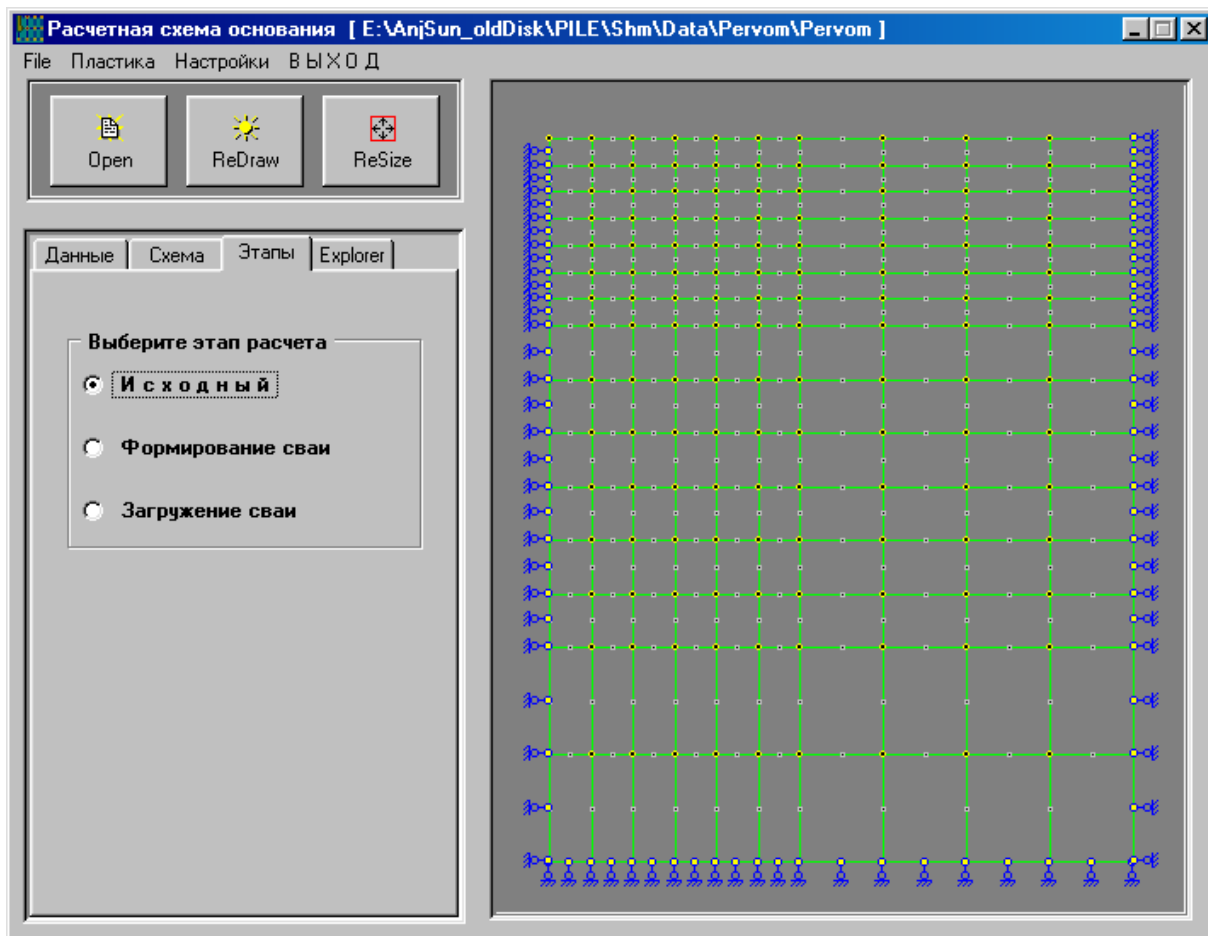 Расчетная схема основания [ E:\AnjSun_oldDisk\PILE\Shm\Data\Pervom\Pervom ]
File Пластика Настройки В Ы Х О Д
Open ReDraw ReSize
Данные Схема Этапы Explorer
Выберите этап расчета
И с х о д н ы й
Формирование сваи
Загружение сваи